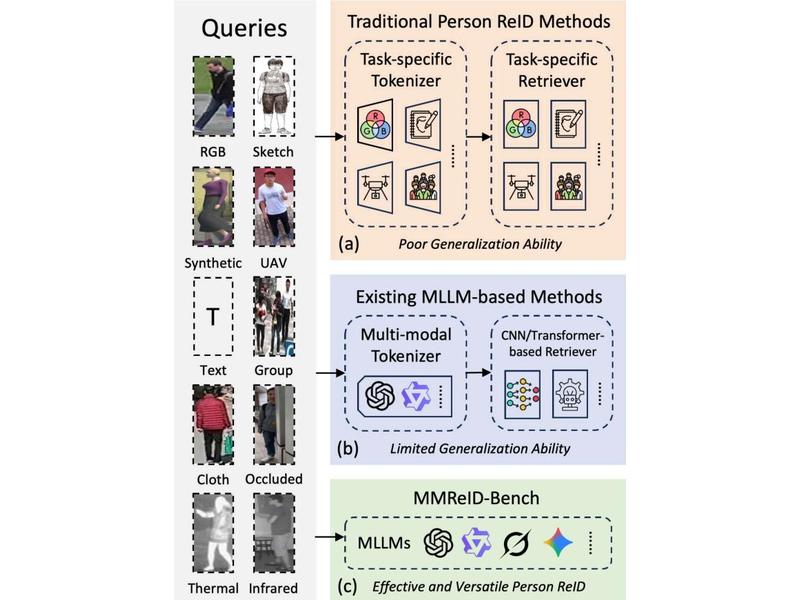 Queries
RGB
Sketch
Synthetic
UAV
T
Text
Group
Cloth
Occluded
Thermal
Infrared
Traditional Person ReID Methods
Task-specific
Tokenizer
R
G
B
Task-specific
Retriever
R
G
B
(a)
Poor Generalization Ability
Existing MLLM-based Methods
Multi-modal
Tokenizer
CNN/Transformer-
based Retriever
(b)
Limited Generalization Ability
MMReID-Bench
MLLMs
(c)
Effective and Versatile Person ReID